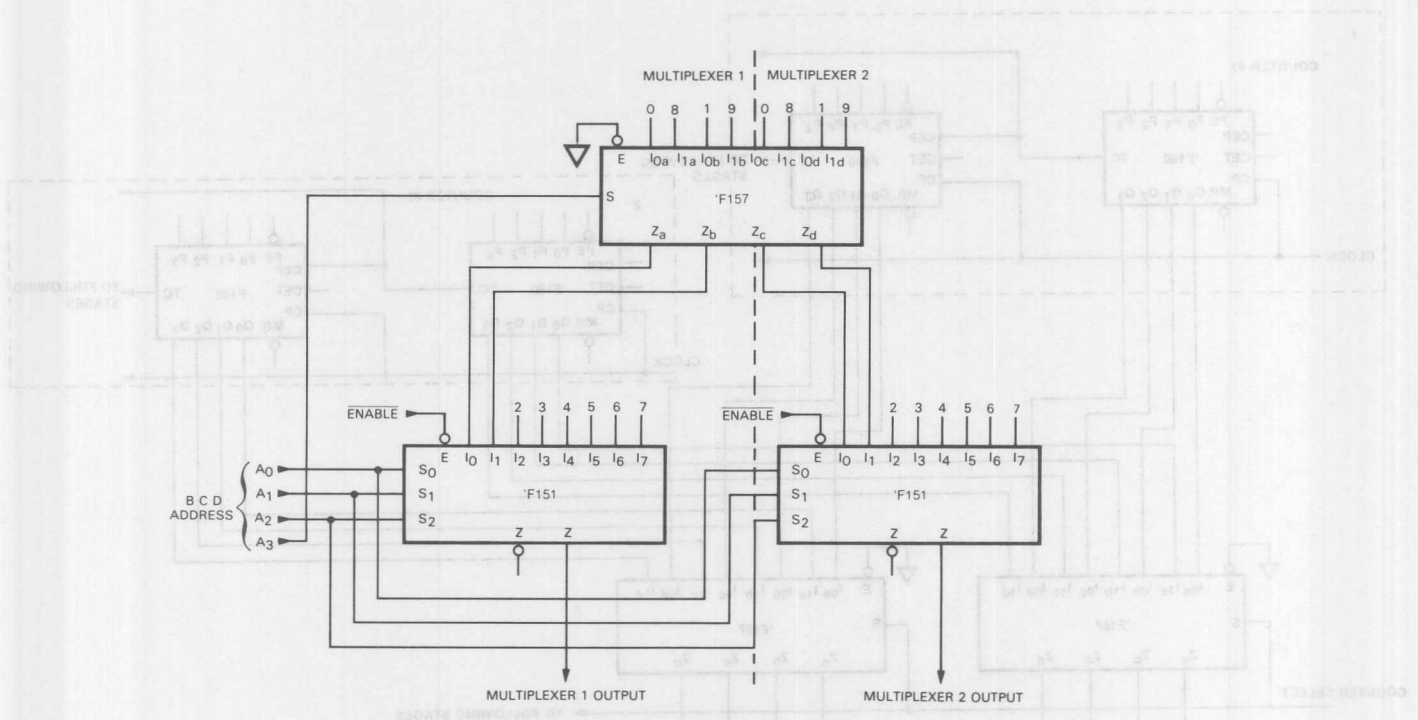 MULTIPLEXER 1 MULTIPLEXER 2
0 8 1 9 0 8 1 9
E I0a I1a I0b I1b I0c I1c I0d I1d
S 'F157
Za Zb Zc Zd
ENABLE 2 3 4 5 6 7
E I0 I1 I2 I3 I4 I5 I6 I7
ENABLE 2 3 4 5 6 7
E I0 I1 I2 I3 I4 I5 I6 I7
B C D
ADDRESS
A0
A1
A2
A3
S0
S1
S2
'F151
Z Z
S0
S1
S2
'F151
Z Z
MULTIPLEXER 1 OUTPUT
MULTIPLEXER 2 OUTPUT